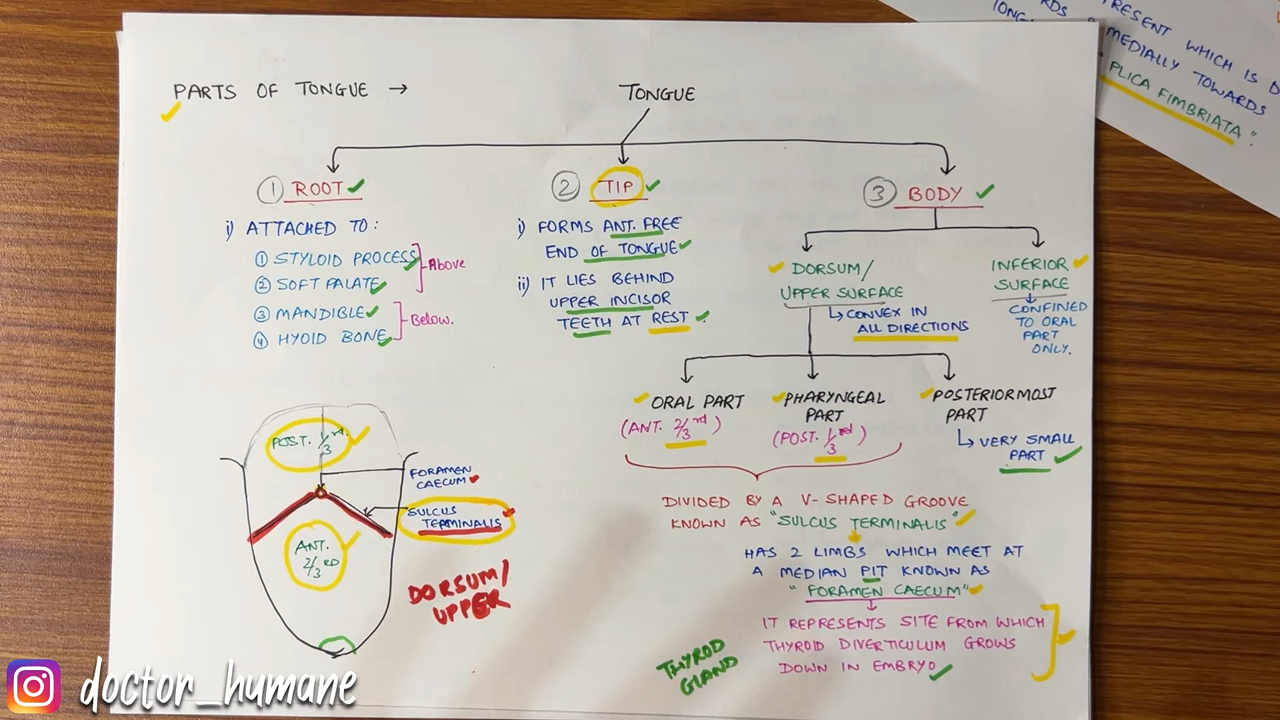 PARTS OF TONGUE →
TONGUE
① ROOT
i) ATTACHED TO:
① STYLOID PROCESS
② SOFT PALATE
Above
③ MANDIBLE
④ HYOID BONE
Below.
② TIP
i) FORMS ANT. FREE
END OF TONGUE
ii) IT LIES BEHIND
UPPER INCISOR
TEETH AT REST
③ BODY
DORSUM/
UPPER SURFACE
↳ CONVEX IN
ALL DIRECTIONS
INFERIOR
SURFACE
↓
CONFINED
TO ORAL
PART
ONLY.
ORAL PART
(ANT. 2/3rd)
PHARYNGEAL
PART
(POST. 1/3rd)
POSTERIORMOST
PART
↳ VERY SMALL
PART
DIVIDED BY A V-SHAPED GROOVE
KNOWN AS "SULCUS TERMINALIS"
HAS 2 LIMBS WHICH MEET AT
A MEDIAN PIT KNOWN AS
"FORAMEN CAECUM"
IT REPRESENTS SITE FROM WHICH
THYROID DIVERTICULUM GROWS
DOWN IN EMBRYO
THYROD
GLAND
POST. 1/3rd.
FORAMEN
CAECUM
SULCUS
TERMINALIS
ANT.
2/3RD
DORSUM/
UPPER
PRESENT WHICH IS
MEDIALLY TOWARDS
PLICA FIMBRIATA".
doctor_humane